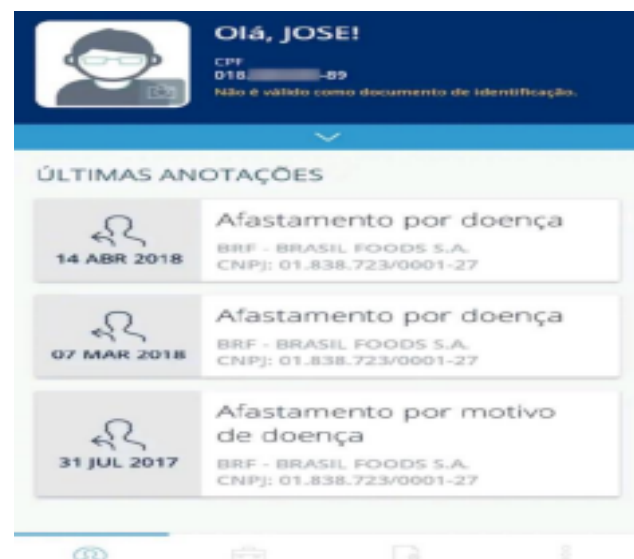 Olá, JOSE!
CPF
018. -89
Não é válido como documento de identificação.
ÚLTIMAS ANOTAÇÕES
Afastamento por doença
14 ABR 2018
BRF - BRASIL FOODS S.A.
CNPJ: 01.838.723/0001-27
Afastamento por doença
07 MAR 2018
BRF - BRASIL FOODS S.A.
CNPJ: 01.838.723/0001-27
Afastamento por motivo
de doença
31 JUL 2017
BRF - BRASIL FOODS S.A.
CNPJ: 01.838.723/0001-27